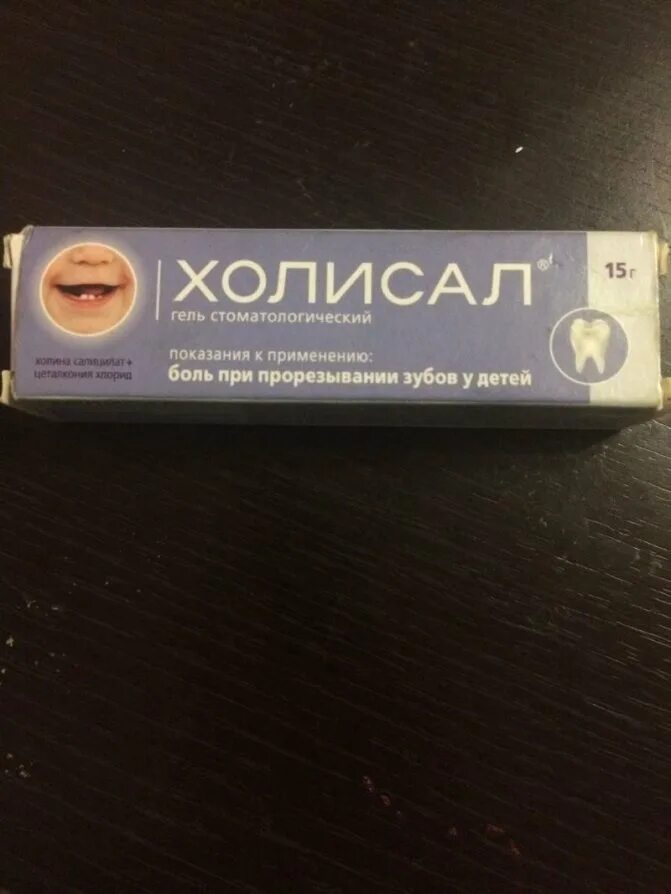 ХОЛИСАЛ®
15 г
гель стоматологический
холина салицилат +
цеталкония хлорид
показания к применению:
боль при прорезывании зубов у детей